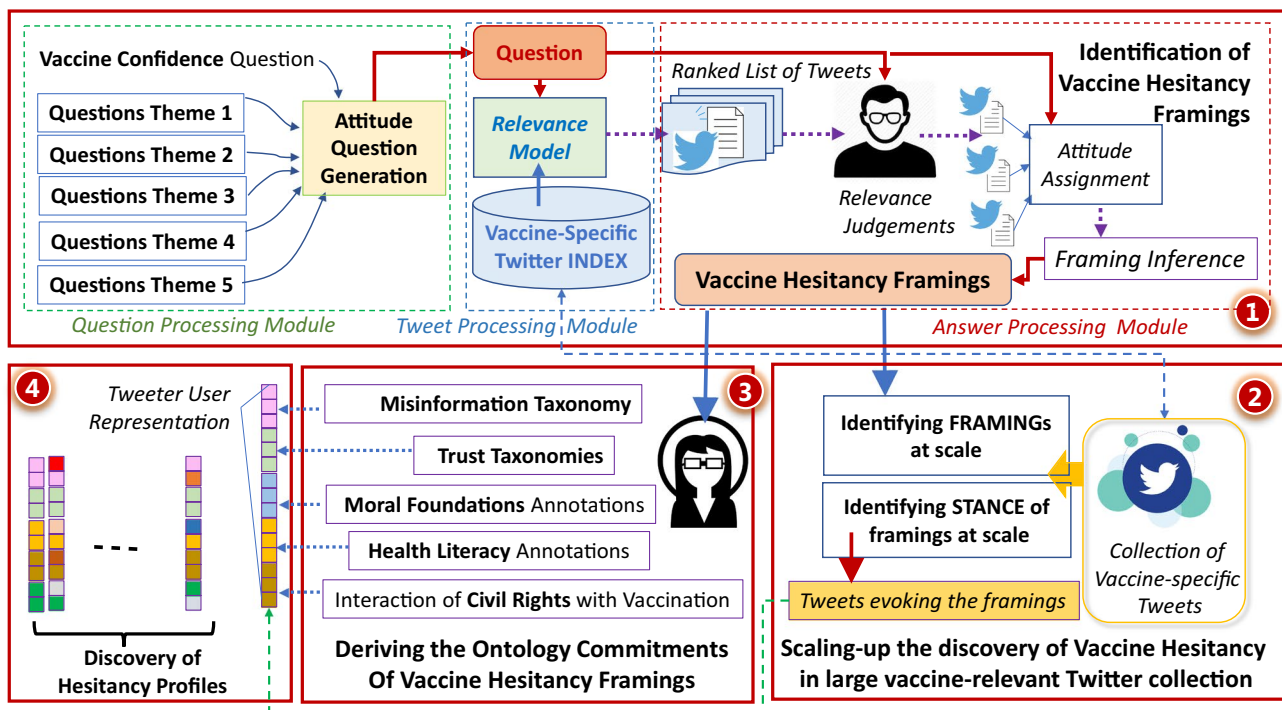 Vaccine Confidence Question
Questions Theme 1
Questions Theme 2
Questions Theme 3
Questions Theme 4
Questions Theme 5
Attitude
Question
Generation
Question Processing Module
Question
Relevance
Model
Vaccine-Specific
Twitter INDEX
Tweet Processing Module
Ranked List of Tweets
Relevance
Judgements
Identification of
Vaccine Hesitancy
Framings
Attitude
Assignment
Framing Inference
Vaccine Hesitancy Framings
Answer Processing Module
1
4
Tweeter User
Representation
Discovery of
Hesitancy Profiles
3
Misinformation Taxonomy
Trust Taxonomies
Moral Foundations Annotations
Health Literacy Annotations
Interaction of Civil Rights with Vaccination
Deriving the Ontology Commitments
Of Vaccine Hesitancy Framings
2
Identifying FRAMINGs
at scale
Identifying STANCE of
framings at scale
Tweets evoking the framings
Collection of
Vaccine-specific
Tweets
Scaling-up the discovery of Vaccine Hesitancy
in large vaccine-relevant Twitter collection